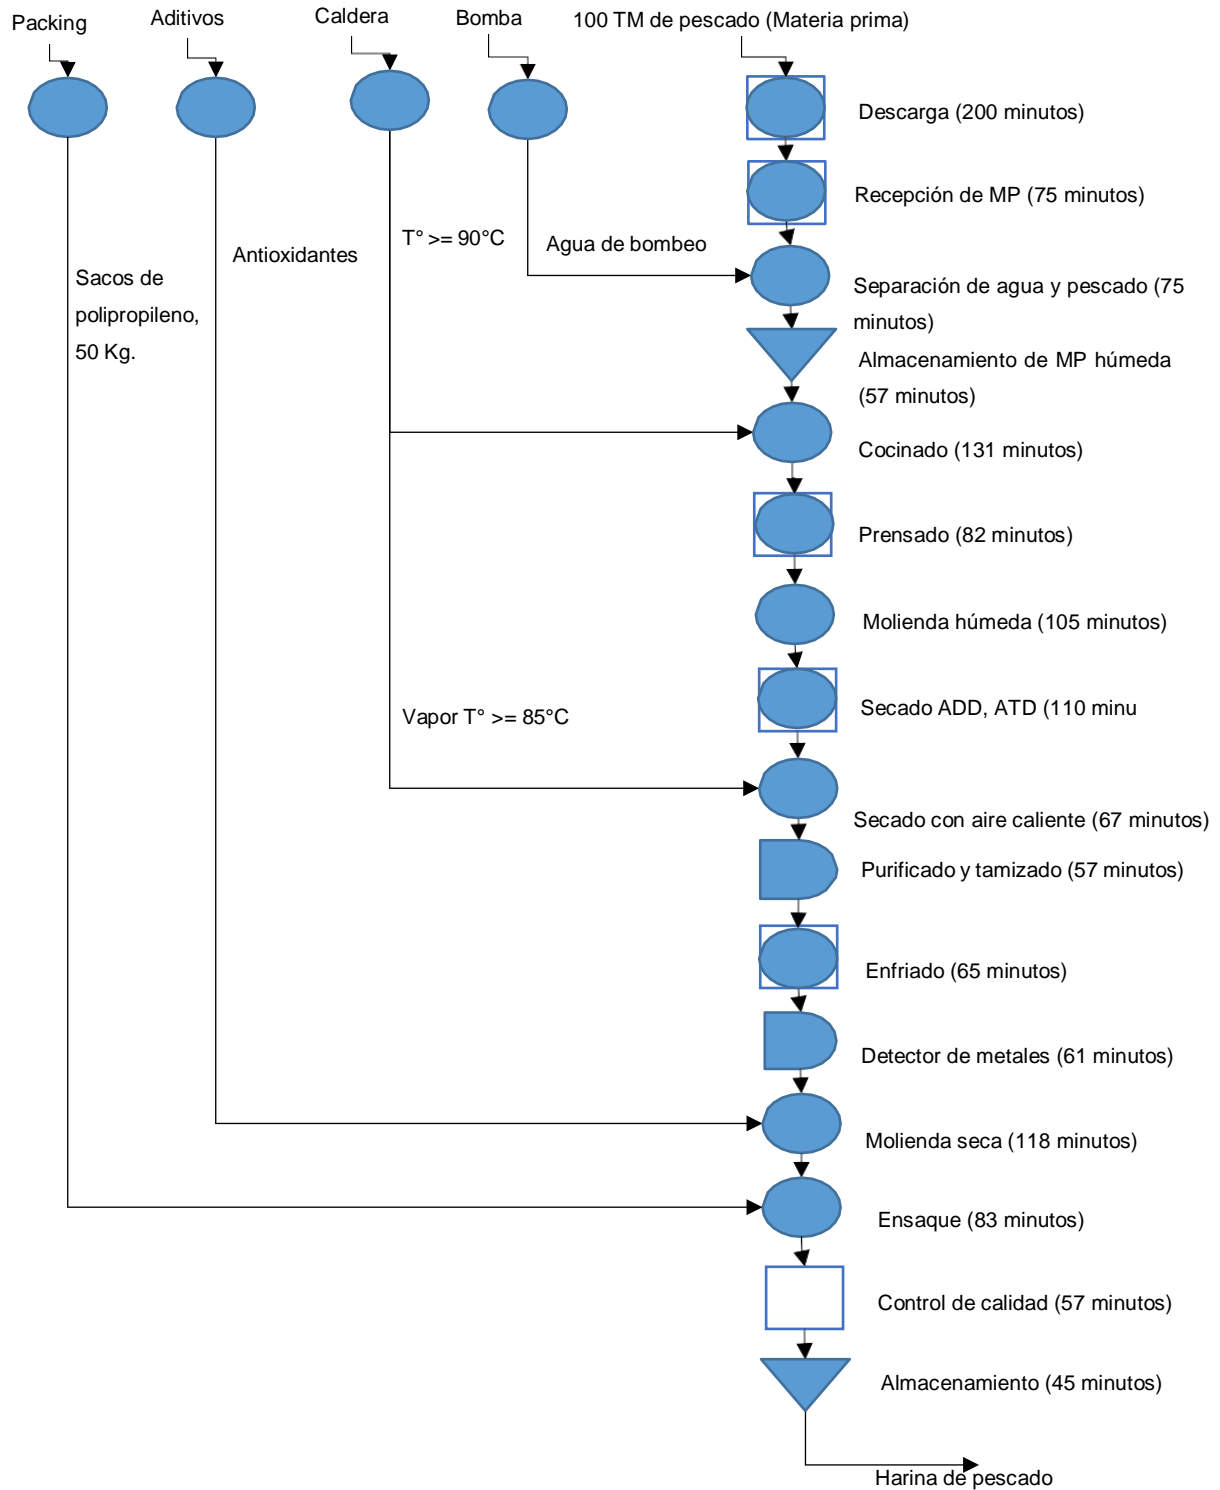 Packing
Aditivos
Caldera
Bomba
100 TM de pescado (Materia prima)
Descarga (200 minutos)
Recepción de MP (75 minutos)
T° >= 90°C
Agua de bombeo
Antioxidantes
Sacos de
polipropileno,
50 Kg.
Separación de agua y pescado (75
minutos)
Almacenamiento de MP húmeda
(57 minutos)
Cocinado (131 minutos)
Prensado (82 minutos)
Molienda húmeda (105 minutos)
Vapor T° >= 85°C
Secado ADD, ATD (110 minu
Secado con aire caliente (67 minutos)
Purificado y tamizado (57 minutos)
Enfriado (65 minutos)
Detector de metales (61 minutos)
Molienda seca (118 minutos)
Ensaque (83 minutos)
Control de calidad (57 minutos)
Almacenamiento (45 minutos)
Harina de pescado